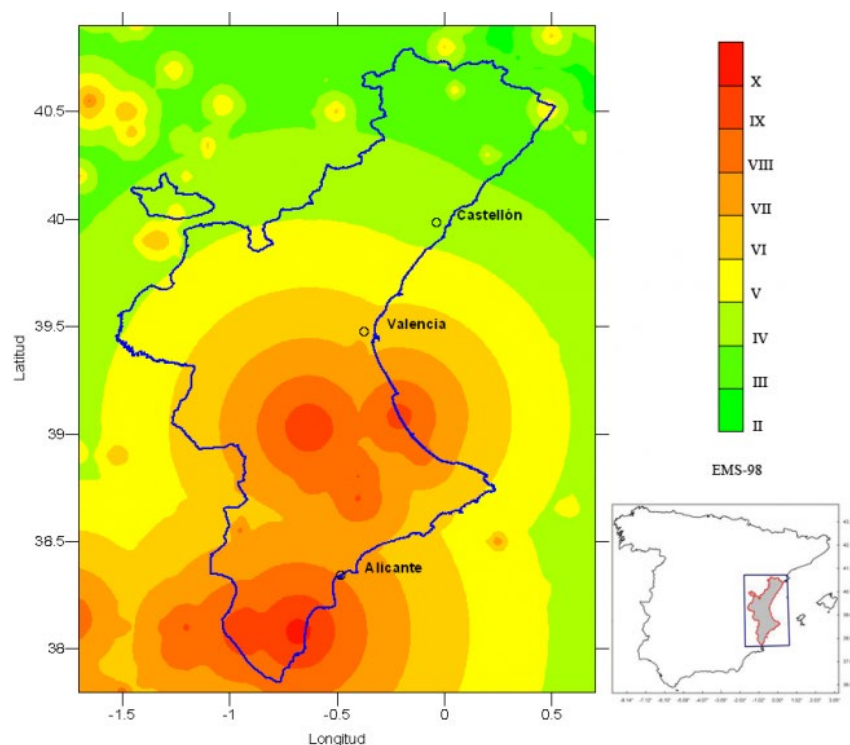 40.5
40
39.5
39
38.5
38
Latitud
-1.5
-1
-0.5
0
0.5
Longitud
Castellón
Valencia
Alicante
X
IX
VIII
VII
VI
V
IV
III
II
EMS-98